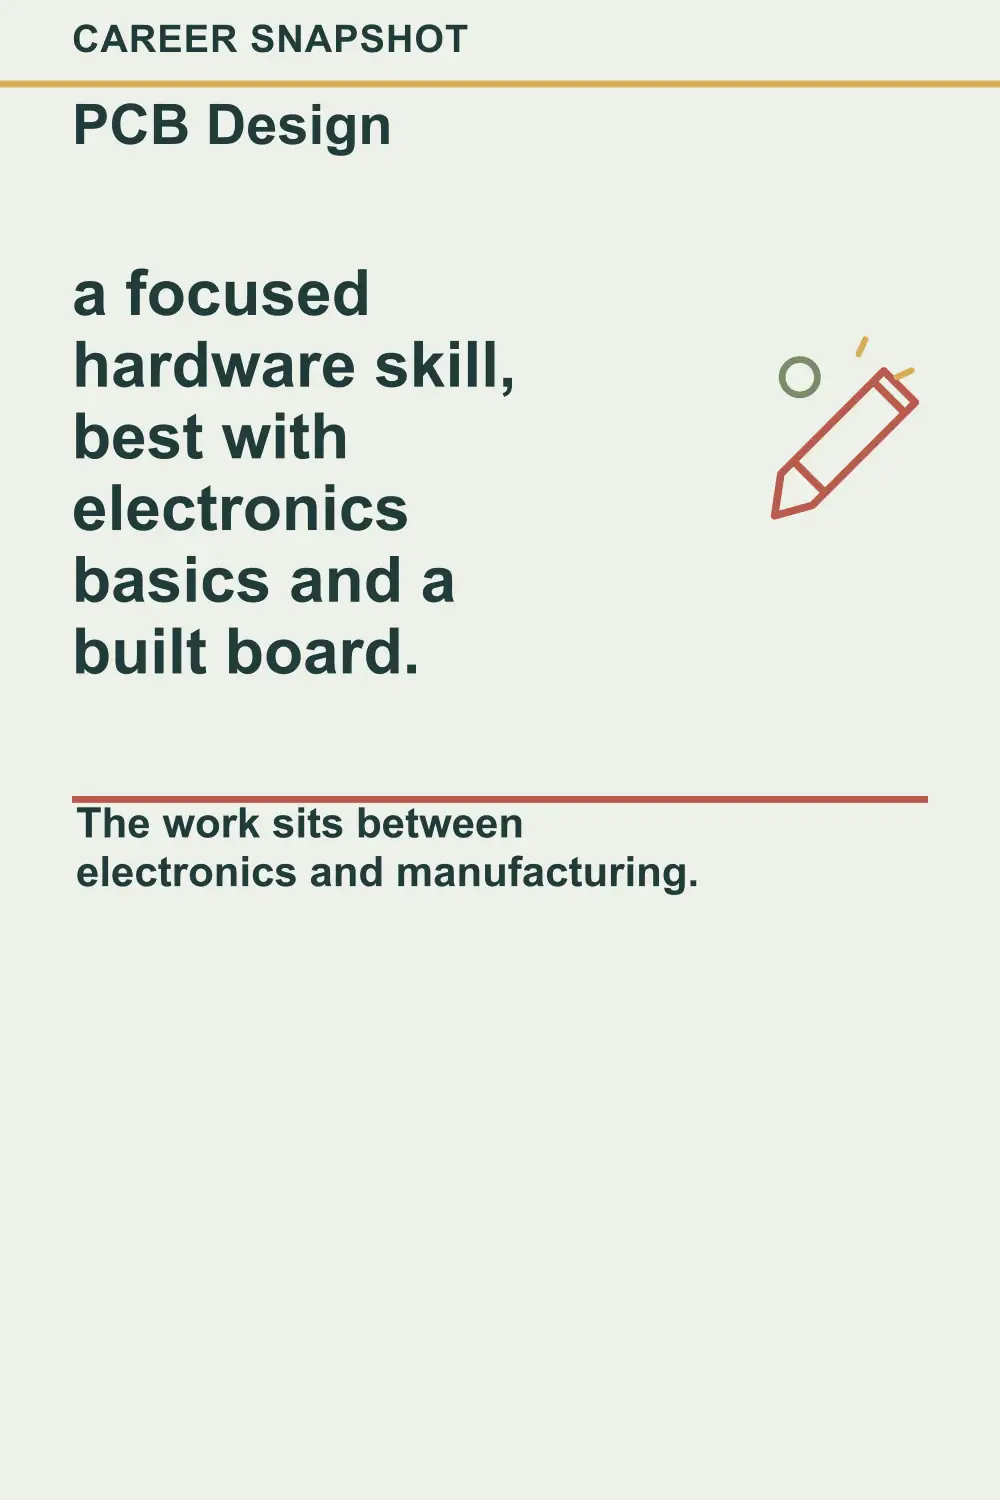 CAREER SNAPSHOT
PCB Design
a focused
hardware skill,
best with
electronics
basics and a
built board.
The work sits between
electronics and manufacturing.